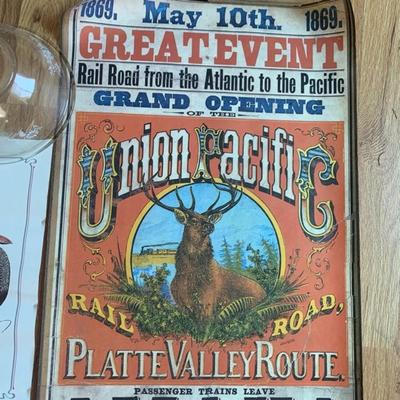 1869. May 10th. 1869.
GREAT EVENT
Rail Road from the Atlantic to the Pacific
GRAND OPENING
OF THE
Union Pacific
RAIL ROAD,
PLATTE VALLEY ROUTE.
PASSENGER TRAINS LEAVE